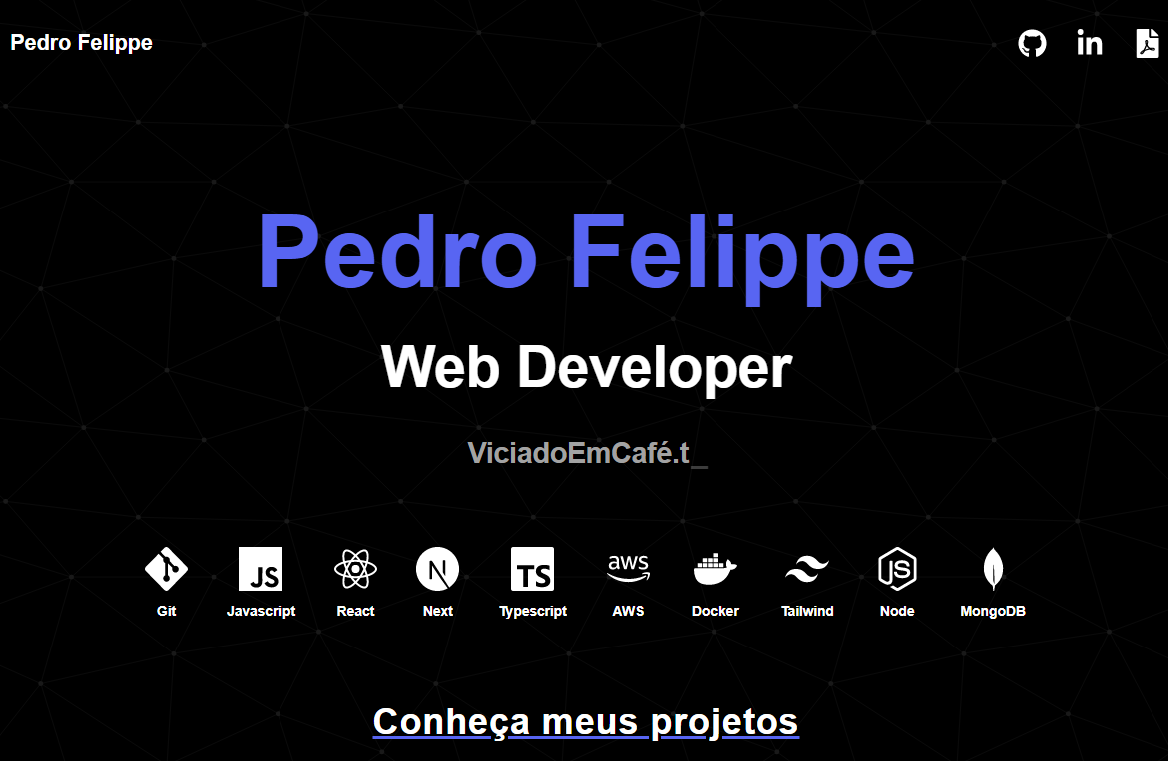 Pedro Felippe
Pedro Felippe
Web Developer
ViciadoEmCafé.t_
JS
N
TS
aws
JS
Git
Javascript
React
Next
Typescript
AWS
Docker
Tailwind
Node
MongoDB
Conheça meus projetos